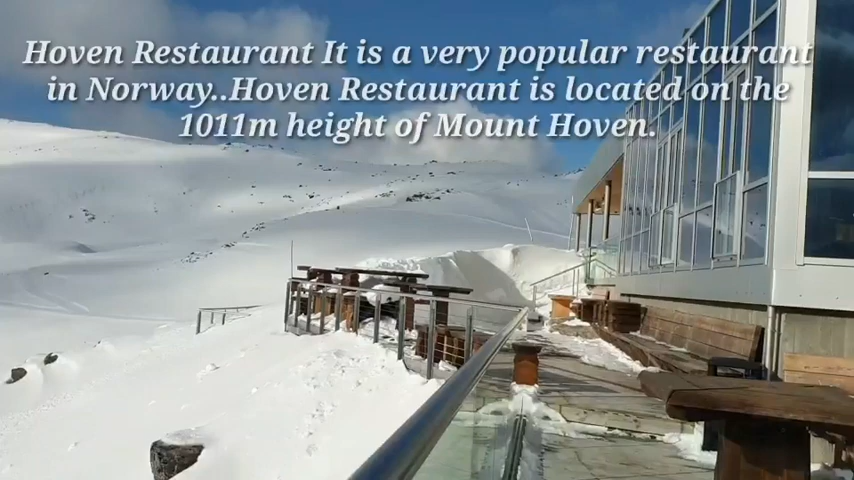 Hoven Restaurant It is a very popular restaurant
in Norway..Hoven Restaurant is located on the
1011m height of Mount Hoven.